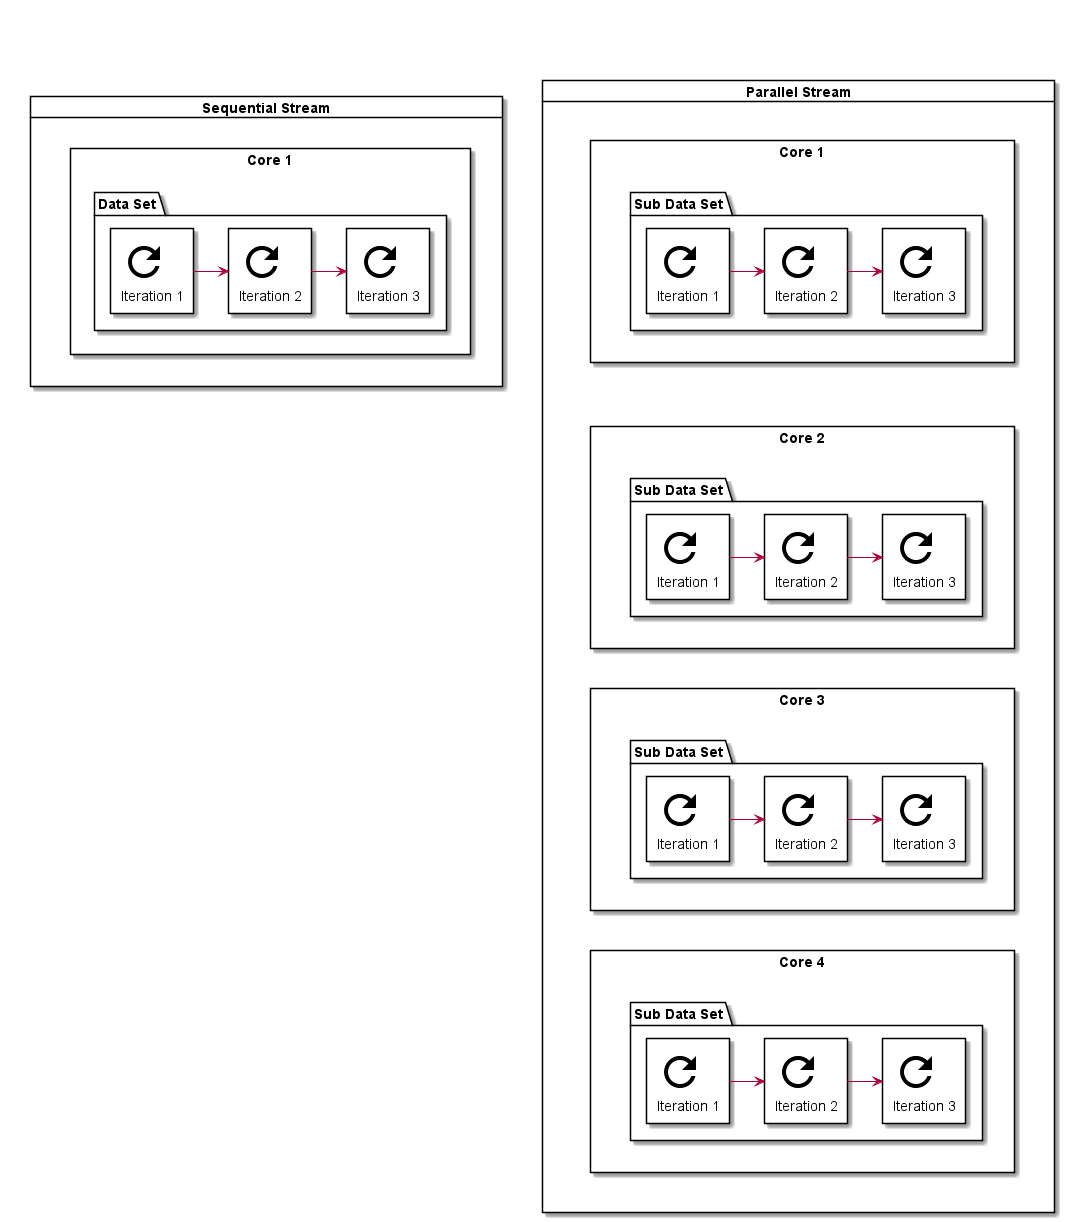 Sequential Stream
Core 1
Data Set
Iteration 1
Iteration 2
Iteration 3
Parallel Stream
Core 1
Sub Data Set
Iteration 1
Iteration 2
Iteration 3
Core 2
Sub Data Set
Iteration 1
Iteration 2
Iteration 3
Core 3
Sub Data Set
Iteration 1
Iteration 2
Iteration 3
Core 4
Sub Data Set
Iteration 1
Iteration 2
Iteration 3